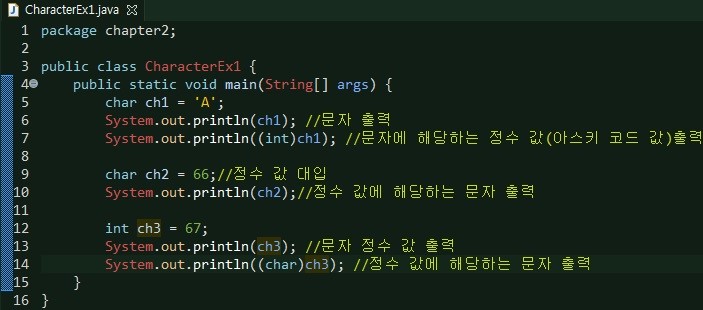 CharacterEx1.java
1 package chapter2;
2
3 public class CharacterEx1 {
4 public static void main(String[] args) {
5 char ch1 = 'A';
6 System.out.println(ch1); //문자 출력
7 System.out.println((int)ch1); //문자에 해당하는 정수 값(아스키 코드 값)출력
8
9 char ch2 = 66;//정수 값 대입
10 System.out.println(ch2);//정수 값에 해당하는 문자 출력
11
12 int ch3 = 67;
13 System.out.println(ch3); //문자 정수 값 출력
14 System.out.println((char)ch3); //정수 값에 해당하는 문자 출력
15 }
16 }